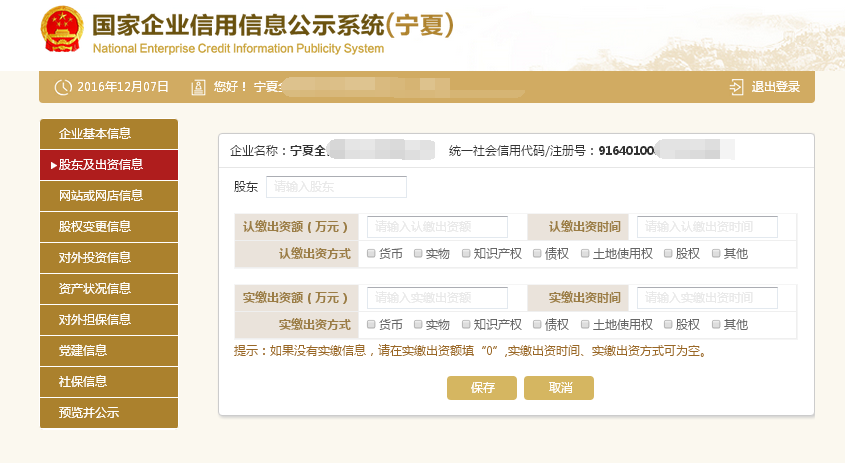 国家企业信用信息公示系统(宁夏)
National Enterprise Credit Information Publicity System
2016年12月07日 您好！ 宁夏全 退出登录
企业基本信息
股东及出资信息
网站或网店信息
股权变更信息
对外投资信息
资产状况信息
对外担保信息
党建信息
社保信息
预览并公示
企业名称：宁夏全 统一社会信用代码/注册号：9164010
股东 请输入股东
认缴出资额（万元） 请输入认缴出资额 认缴出资时间 请输入认缴出资时间
认缴出资方式 货币 实物 知识产权 债权 土地使用权 股权 其他
实缴出资额（万元） 请输入实缴出资额 实缴出资时间 请输入实缴出资时间
实缴出资方式 货币 实物 知识产权 债权 土地使用权 股权 其他
提示：如果没有实缴信息，请在实缴出资额填“0”,实缴出资时间、实缴出资方式可为空。
保存 取消